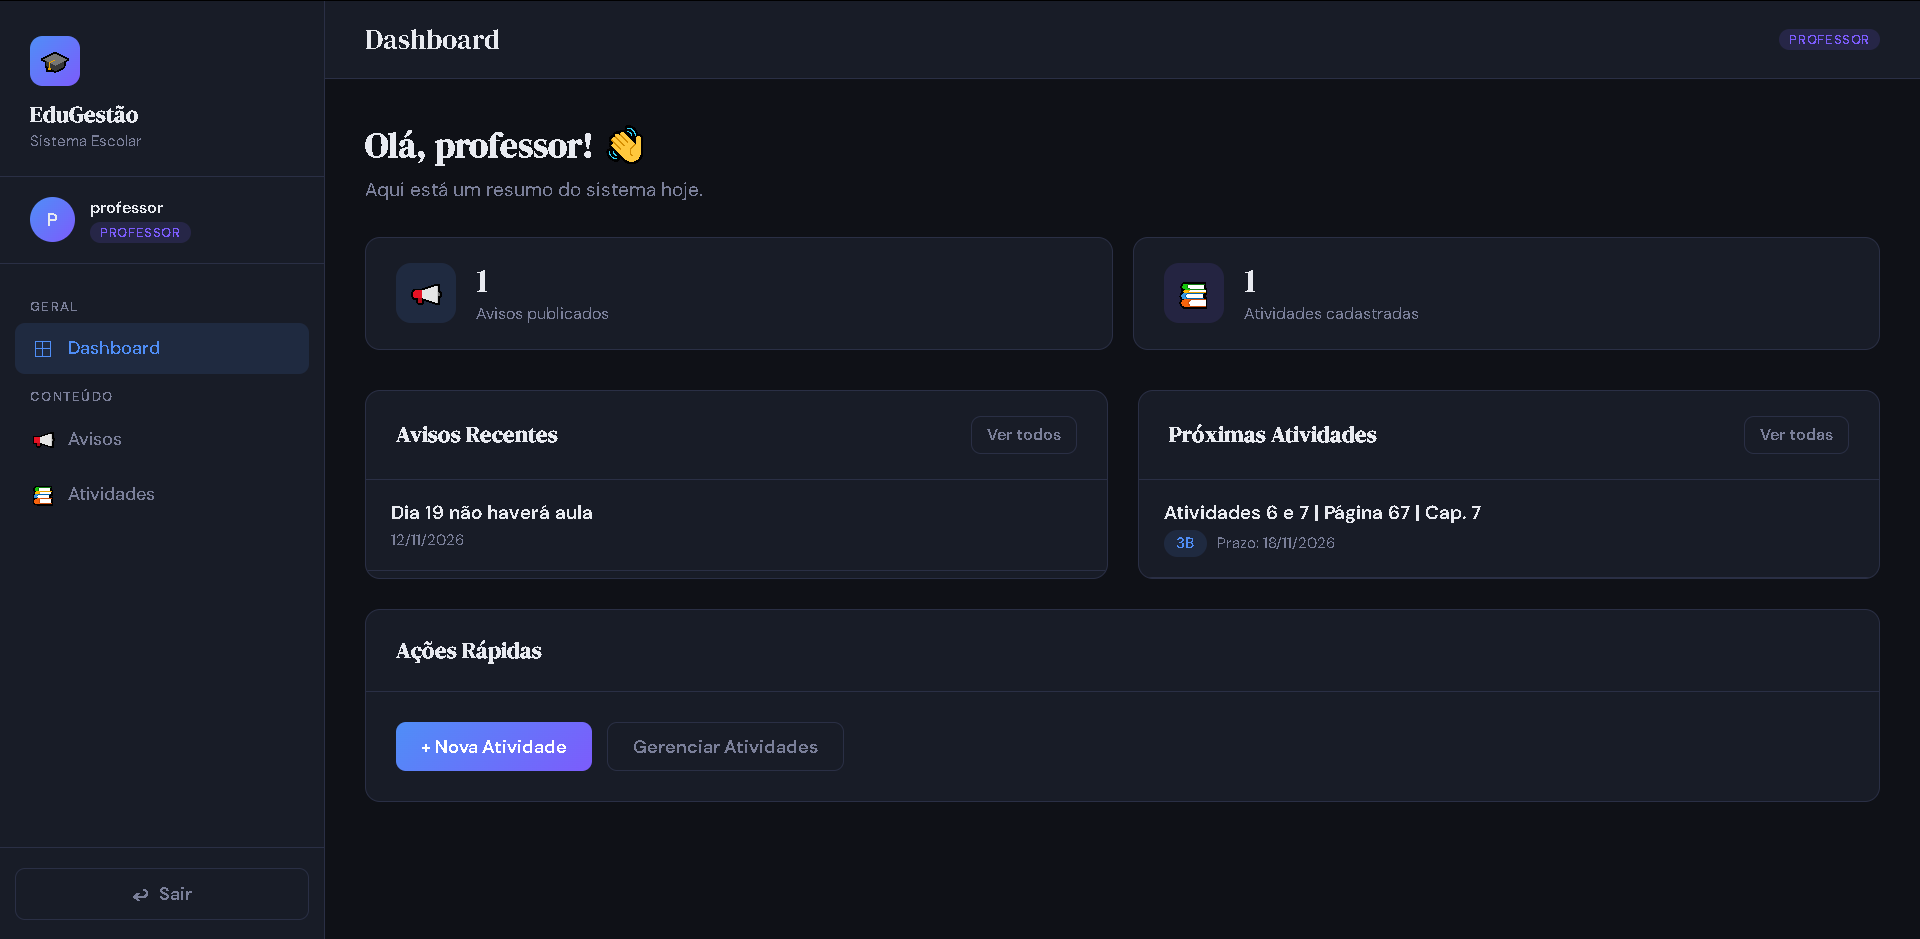 EduGestão
Sistema Escolar
P
professor
PROFESSOR
GERAL
Dashboard
CONTEÚDO
Avisos
Atividades
Sair
Dashboard
PROFESSOR
Olá, professor!
Aqui está um resumo do sistema hoje.
1
Avisos publicados
1
Atividades cadastradas
Avisos Recentes
Ver todos
Dia 19 não haverá aula
12/11/2026
Próximas Atividades
Ver todas
Atividades 6 e 7 | Página 67 | Cap. 7
3B Prazo: 18/11/2026
Ações Rápidas
+ Nova Atividade
Gerenciar Atividades